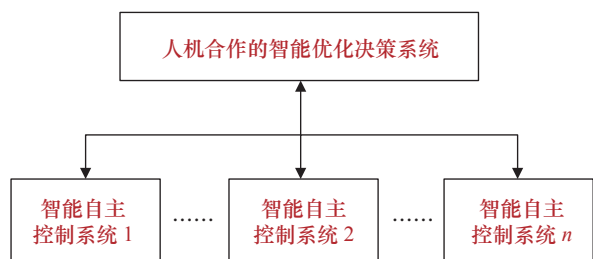 人机合作的智能优化决策系统
智能自主
控制系统 1
……
智能自主
控制系统 2
……
智能自主
控制系统 n